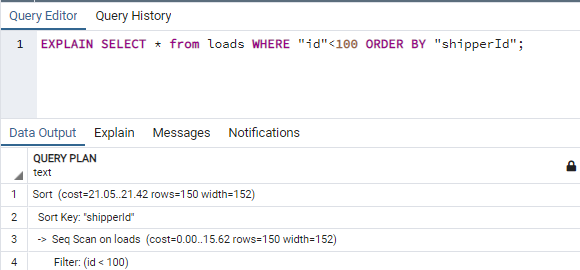 Query Editor Query History
1 EXPLAIN SELECT * from loads WHERE "id"<100 ORDER BY "shipperId";
Data Output Explain Messages Notifications
QUERY PLAN
text
1 Sort (cost=21.05..21.42 rows=150 width=152)
2 Sort Key: "shipperId"
3 -> Seq Scan on loads (cost=0.00..15.62 rows=150 width=152)
4 Filter: (id < 100)